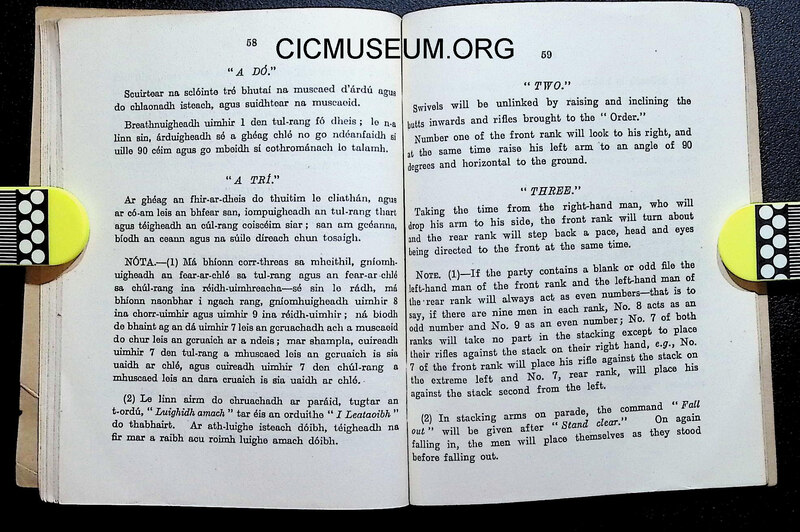 CICMUSEUM.ORG
58
"A DÓ."
Scuirtear na sclóinte tré bhutaí na muscaed d'árdú agus
do chlaonadh isteach, agus suidhtear na muscaeid.
Breathnuigheadh uimhir 1 den tul-rang fó dheis; le n-a
linn sin, árduigheadh sé a ghéag chlé no go ndéanfaidh sí
uille 90 céim agus go mbeidh sí cothrománach le talamh.
"A TRÍ."
Ar ghéag an fhir-ar-dheis do thuitim le cliathán, agus
ar có-am leis an bhfear san, iompuigheadh an tul-rang thart
agus téigheadh an cúl-rang coiscéim siar; san am gcéanna,
bíodh an ceann agus na súile díreach chun tosaigh.
NÓTA.—(1) Má bhíonn corr-threas sa mheithil, gníomh-
uigheadh an fear-ar-chlé sa tul-rang agus an fear-ar-chlé
sa chúl-rang ina réidh-uimhreacha—sé sin le rádh, má
bhíonn naonbhar i ngach rang, gníomhuigheadh uimhir 8
ina chorr-uimhir agus uimhir 9 ina réidh-uimhir; ná bíodh
de bhaint ag an dá uimhir 7 leis an gcruachadh ach a muscaeid
do chur leis an gcruaich ar a ndeis; mar shampla, cuireadh
uimhir 7 den tul-rang a mhuscaed leis an gcruaich is sia
uaidh ar chlé, agus cuireadh uimhir 7 den chúl-rang a
mhuscaed leis an dara cruaich is sia uaidh ar chlé.
(2) Le linn airm do chruachadh ar paráid, tugtar an
t-ordú, "Luighidh amach" tar éis an orduithe "I Leataoibh"
do thabhairt. Ar ath-luighe isteach dóibh, téigheadh na
fir mar a raibh acu roimh luighe amach dóibh.
59
"TWO."
Swivels will be unlinked by raising and inclining the
butts inwards and rifles brought to the "Order."
Number one of the front rank will look to his right, and
at the same time raise his left arm to an angle of 90
degrees and horizontal to the ground.
"THREE."
Taking the time from the right-hand man, who will
drop his arm to his side, the front rank will turn about
and the rear rank will step back a pace, head and eyes
being directed to the front at the same time.
NOTE. (1)—If the party contains a blank or odd file the
left-hand man of the front rank and the left-hand man of
the rear rank will always act as even numbers—that is to
say, if there are nine men in each rank, No. 8 acts as an
odd number and No. 9 as an even number; No. 7 of both
ranks will take no part in the stacking except to place
their rifles against the stack on their right hand, e.g., No.
7 of the front rank will place his rifle against the stack on
the extreme left and No. 7, rear rank, will place his
against the stack second from the left.
(2) In stacking arms on parade, the command "Fall
out" will be given after "Stand clear." On again
falling in, the men will place themselves as they stood
before falling out.